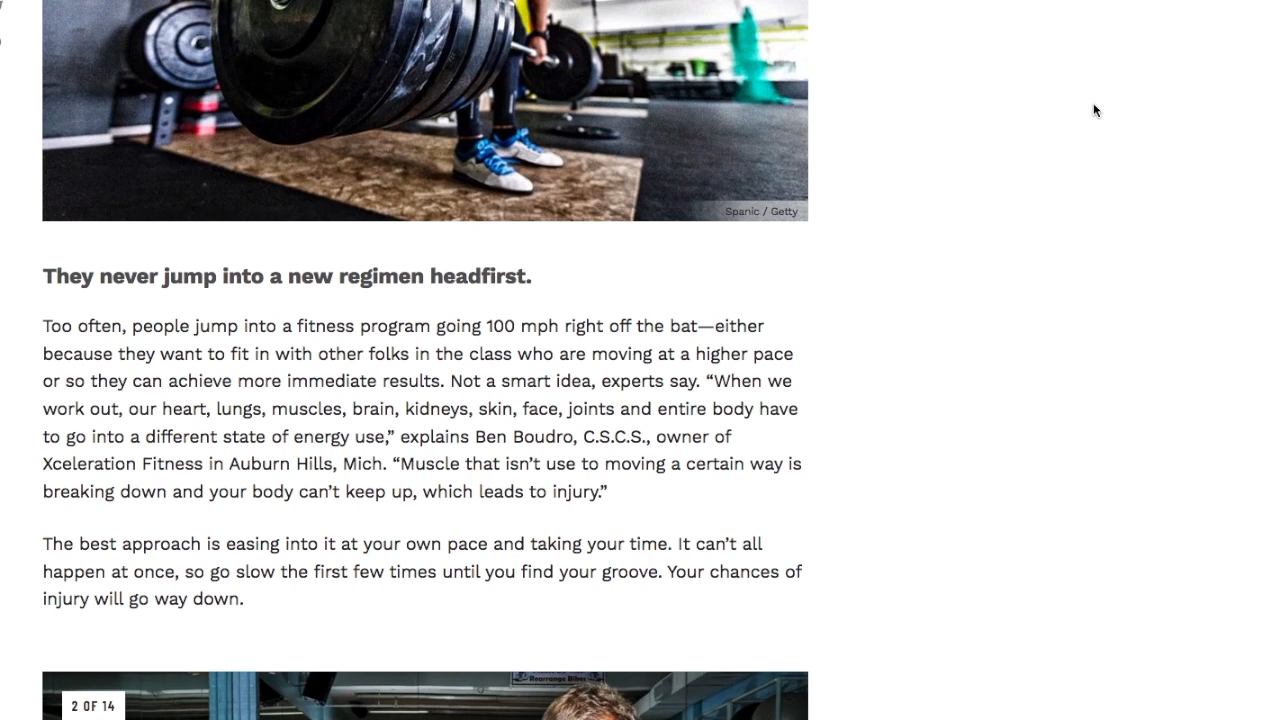 Spanic / Getty
They never jump into a new regimen headfirst.
Too often, people jump into a fitness program going 100 mph right off the bat—either
because they want to fit in with other folks in the class who are moving at a higher pace
or so they can achieve more immediate results. Not a smart idea, experts say. “When we
work out, our heart, lungs, muscles, brain, kidneys, skin, face, joints and entire body have
to go into a different state of energy use,” explains Ben Boudro, C.S.C.S., owner of
Xceleration Fitness in Auburn Hills, Mich. “Muscle that isn’t use to moving a certain way is
breaking down and your body can’t keep up, which leads to injury.”
The best approach is easing into it at your own pace and taking your time. It can’t all
happen at once, so go slow the first few times until you find your groove. Your chances of
injury will go way down.
Rearrange Bikes
2 OF 14